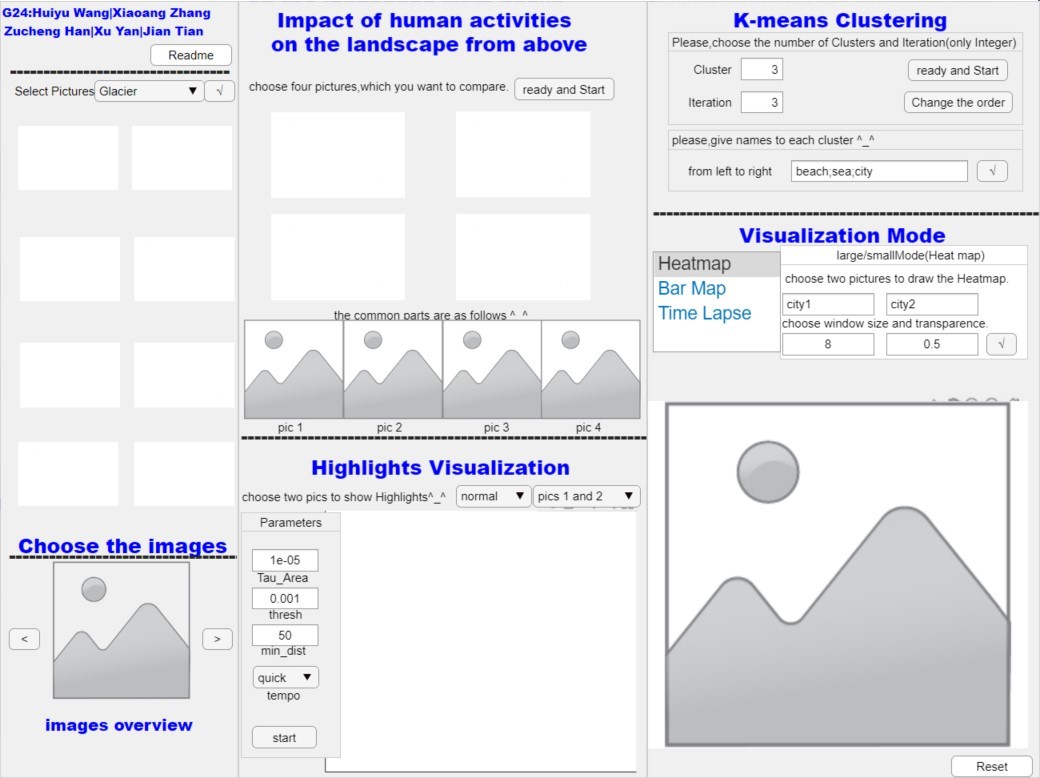 G24:Huiyu Wang|Xiaoang Zhang
Zucheng Han|Xu Yan|Jian Tian
Readme
Select Pictures Glacier √
Choose the images
< >
images overview
Impact of human activities
on the landscape from above
choose four pictures,which you want to compare. ready and Start
the common parts are as follows ^_^
pic 1 pic 2 pic 3 pic 4
Highlights Visualization
choose two pics to show Highlights^_^ normal pics 1 and 2
Parameters
1e-05
Tau_Area
0.001
thresh
50
min_dist
quick
tempo
start
K-means Clustering
Please,choose the number of Clusters and Iteration(only Integer)
Cluster 3 ready and Start
Iteration 3 Change the order
please,give names to each cluster ^_^
from left to right beach;sea;city √
Visualization Mode
Heatmap
Bar Map
Time Lapse
large/smallMode(Heat map)
choose two pictures to draw the Heatmap.
city1 city2
choose window size and transparence.
8 0.5 √
Reset